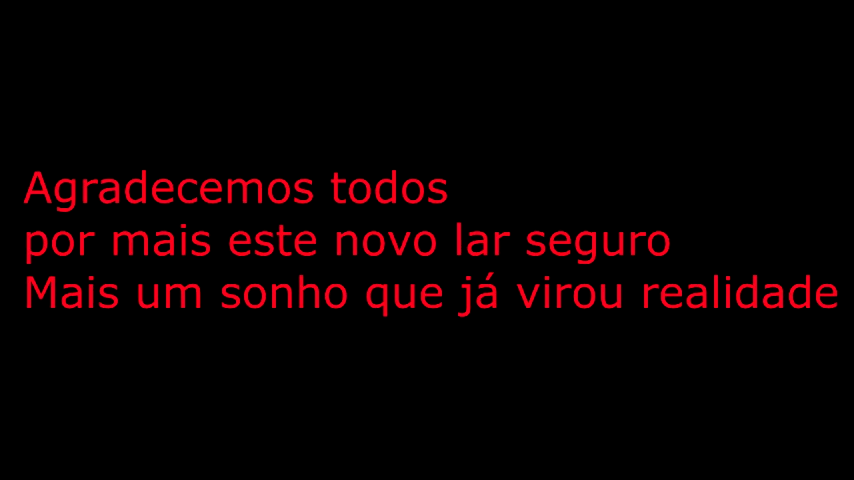 Agradecemos todos
por mais este novo lar seguro
Mais um sonho que já virou realidade